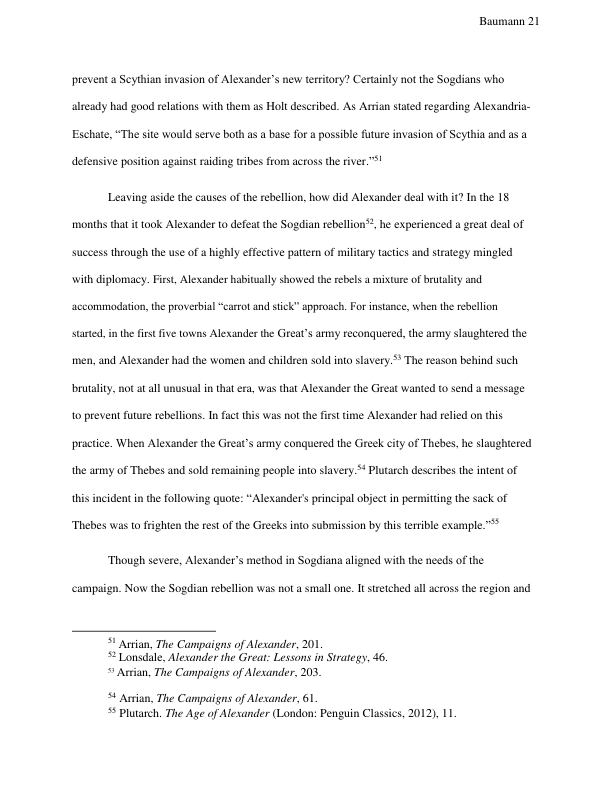 Baumann 21
prevent a Scythian invasion of Alexander’s new territory? Certainly not the Sogdians who
already had good relations with them as Holt described. As Arrian stated regarding Alexandria-
Eschate, “The site would serve both as a base for a possible future invasion of Scythia and as a
defensive position against raiding tribes from across the river.”51
Leaving aside the causes of the rebellion, how did Alexander deal with it? In the 18
months that it took Alexander to defeat the Sogdian rebellion52, he experienced a great deal of
success through the use of a highly effective pattern of military tactics and strategy mingled
with diplomacy. First, Alexander habitually showed the rebels a mixture of brutality and
accommodation, the proverbial “carrot and stick” approach. For instance, when the rebellion
started, in the first five towns Alexander the Great’s army reconquered, the army slaughtered the
men, and Alexander had the women and children sold into slavery.53 The reason behind such
brutality, not at all unusual in that era, was that Alexander the Great wanted to send a message
to prevent future rebellions. In fact this was not the first time Alexander had relied on this
practice. When Alexander the Great’s army conquered the Greek city of Thebes, he slaughtered
the army of Thebes and sold remaining people into slavery.54 Plutarch describes the intent of
this incident in the following quote: “Alexander's principal object in permitting the sack of
Thebes was to frighten the rest of the Greeks into submission by this terrible example.”55
Though severe, Alexander’s method in Sogdiana aligned with the needs of the
campaign. Now the Sogdian rebellion was not a small one. It stretched all across the region and
51 Arrian, The Campaigns of Alexander, 201.
52 Lonsdale, Alexander the Great: Lessons in Strategy, 46.
53 Arrian, The Campaigns of Alexander, 203.
54 Arrian, The Campaigns of Alexander, 61.
55 Plutarch. The Age of Alexander (London: Penguin Classics, 2012), 11.